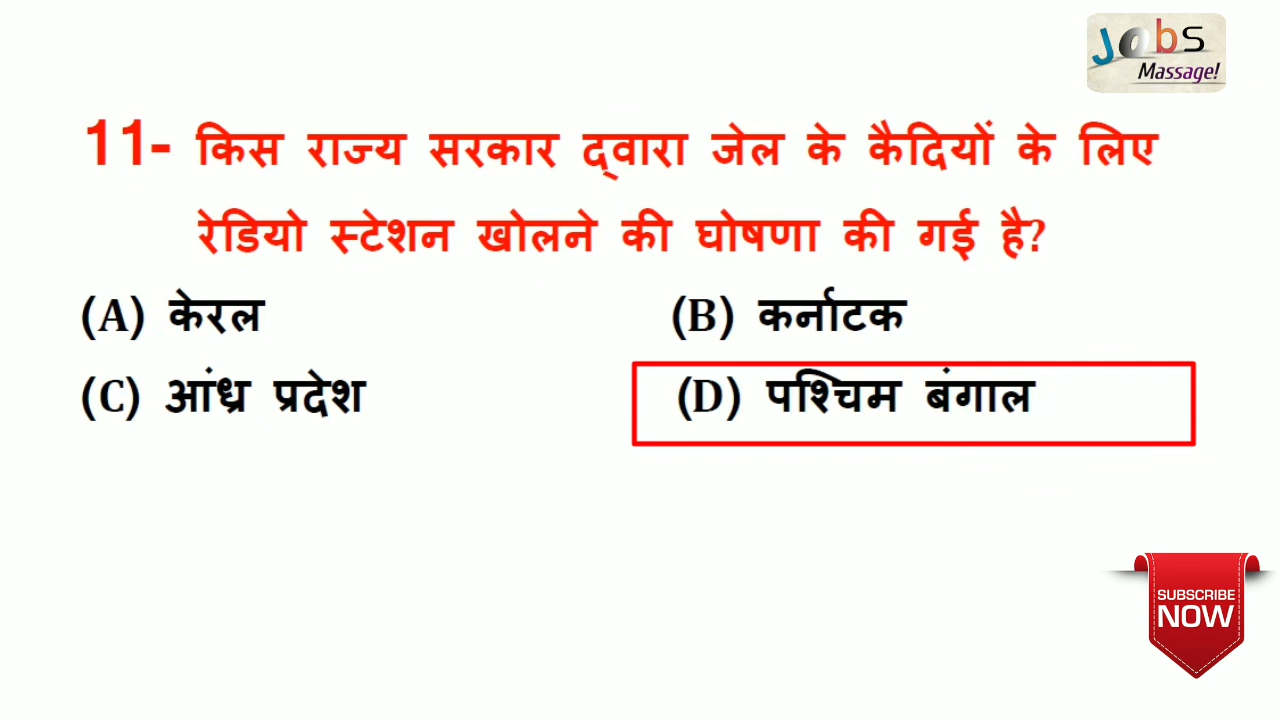 Jobs
Massage!
11- किस राज्य सरकार द्वारा जेल के कैदियों के लिए
रेडियो स्टेशन खोलने की घोषणा की गई है?
(A) केरल (B) कर्नाटक
(C) आंध्र प्रदेश (D) पश्चिम बंगाल
SUBSCRIBE
NOW